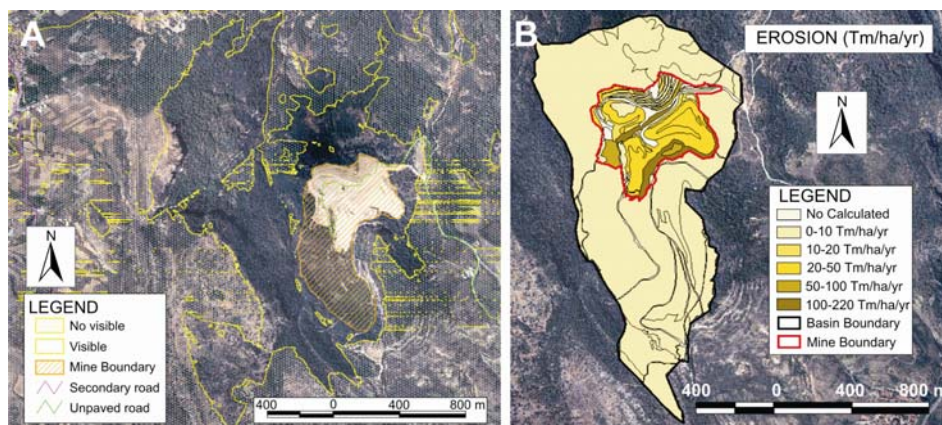 A
N
LEGEND
No visible
Visible
Mine Boundary
Secondary road
Unpaved road
400 0 400 800 m
B
EROSION (Tm/ha/yr)
N
LEGEND
No Calculated
0-10 Tm/ha/yr
10-20 Tm/ha/yr
20-50 Tm/ha/yr
50-100 Tm/ha/yr
100-220 Tm/ha/yr
Basin Boundary
Mine Boundary
400 0 400 800 m